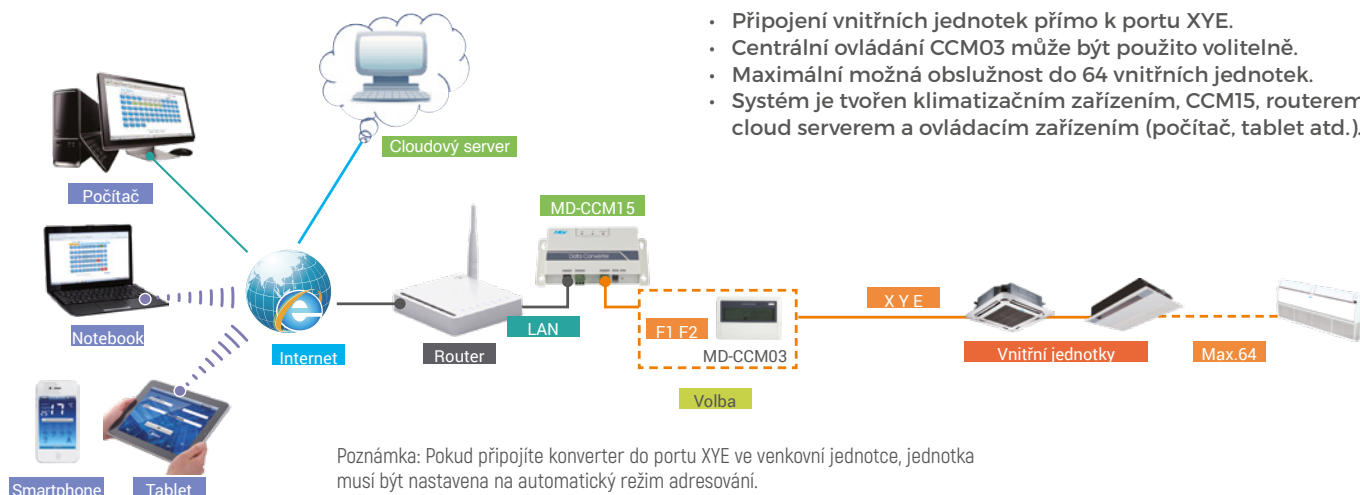 • Připojení vnitřních jednotek přímo k portu XYE.
• Centrální ovládání CCM03 může být použito volitelně.
• Maximální možná obslužnost do 64 vnitřních jednotek.
• Systém je tvořen klimatizačním zařízením, CCM15, routerem
cloud serverem a ovládacím zařízením (počítač, tablet atd.).
Cloudový server
Počítač
MD-CCM15
Data Converter
Notebook
Internet
Router
LAN
F1 F2
MD-CCM03
X Y E
Vnitřní jednotky
Max.64
Volba
Smartphone
Tablet
Poznámka: Pokud připojíte konverter do portu XYE ve venkovní jednotce, jednotka
musí být nastavena na automatický režim adresování.